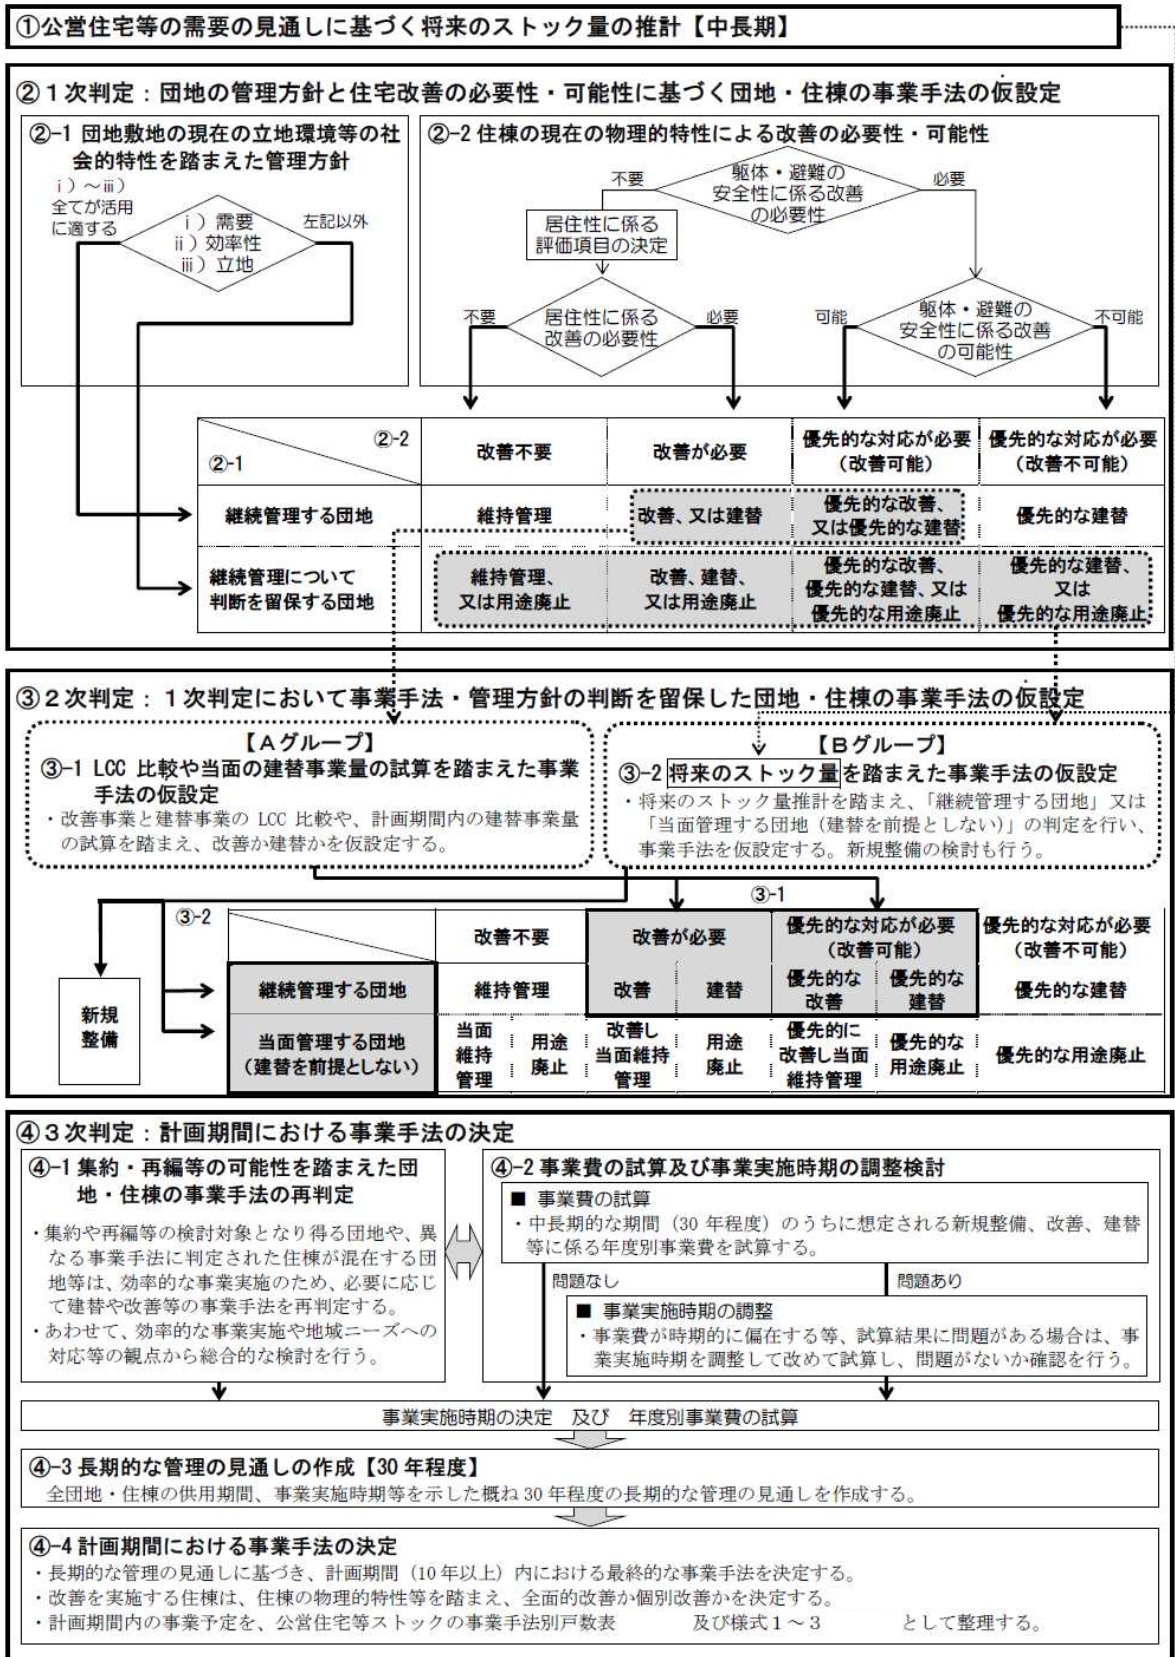 ①公営住宅等の需要の見通しに基づく将来のストック量の推計【中長期】
②１次判定：団地の管理方針と住宅改善の必要性・可能性に基づく団地・住棟の事業手法の仮設定
②-1 団地敷地の現在の立地環境等の社
会的特性を踏まえた管理方針
ⅰ）～ⅲ）
全てが活用
に適する
ⅰ）需要
ⅱ）効率性
ⅲ）立地
左記以外
②-2 住棟の現在の物理的特性による改善の必要性・可能性
不要
躯体・避難の
安全性に係る改善
の必要性
必要
居住性に係る
評価項目の決定
不要
居住性に係る
改善の必要性
必要
可能
躯体・避難の
安全性に係る改善
の可能性
不可能
②-2
②-1
改善不要
改善が必要
優先的な対応が必要
（改善可能）
優先的な対応が必要
（改善不可能）
継続管理する団地
維持管理
改善、又は建替
優先的な改善、
又は優先的な建替
優先的な建替
継続管理について
判断を留保する団地
維持管理、
又は用途廃止
改善、建替、
又は用途廃止
優先的な改善、
優先的な建替、又は
優先的な用途廃止
優先的な建替、
又は
優先的な用途廃止
③２次判定：１次判定において事業手法・管理方針の判断を留保した団地・住棟の事業手法の仮設定
【Ａグループ】
③-1 LCC 比較や当面の建替事業量の試算を踏まえた事業
手法の仮設定
・改善事業と建替事業の LCC 比較や、計画期間内の建替事業量
の試算を踏まえ、改善か建替かを仮設定する。
【Ｂグループ】
③-2 将来のストック量を踏まえた事業手法の仮設定
・将来のストック量推計を踏まえ、「継続管理する団地」又は
「当面管理する団地（建替を前提としない）」の判定を行い、
事業手法を仮設定する。新規整備の検討も行う。
③-1
③-2
新規
整備
改善不要
改善が必要
優先的な対応が必要
（改善可能）
優先的な対応が必要
（改善不可能）
継続管理する団地
維持管理
改善
建替
優先的な
改善
優先的な
建替
優先的な建替
当面管理する団地
（建替を前提としない）
当面
維持
管理
用途
廃止
改善し
当面維持
管理
用途
廃止
優先的に
改善し当面
維持管理
優先的な
用途廃止
優先的な用途廃止
④３次判定：計画期間における事業手法の決定
④-1 集約・再編等の可能性を踏まえた団
地・住棟の事業手法の再判定
・集約や再編等の検討対象となり得る団地や、異
なる事業手法に判定された住棟が混在する団
地等は、効率的な事業実施のため、必要に応じ
て建替や改善等の事業手法を再判定する。
・あわせて、効率的な事業実施や地域ニーズへの
対応等の観点から総合的な検討を行う。
④-2 事業費の試算及び事業実施時期の調整検討
■ 事業費の試算
・中長期的な期間（30 年程度）のうちに想定される新規整備、改善、建替
等に係る年度別事業費を試算する。
問題なし
問題あり
■ 事業実施時期の調整
・事業費が時期的に偏在する等、試算結果に問題がある場合は、事
業実施時期を調整して改めて試算し、問題がないか確認を行う。
事業実施時期の決定　及び　年度別事業費の試算
④-3 長期的な管理の見通しの作成【30 年程度】
全団地・住棟の供用期間、事業実施時期等を示した概ね 30 年程度の長期的な管理の見通しを作成する。
④-4 計画期間における事業手法の決定
・長期的な管理の見通しに基づき、計画期間（10 年以上）内における最終的な事業手法を決定する。
・改善を実施する住棟は、住棟の物理的特性等を踏まえ、全面的改善か個別改善かを決定する。
・計画期間内の事業予定を、公営住宅等ストックの事業手法別戸数表　　　及び様式１～３　　　として整理する。